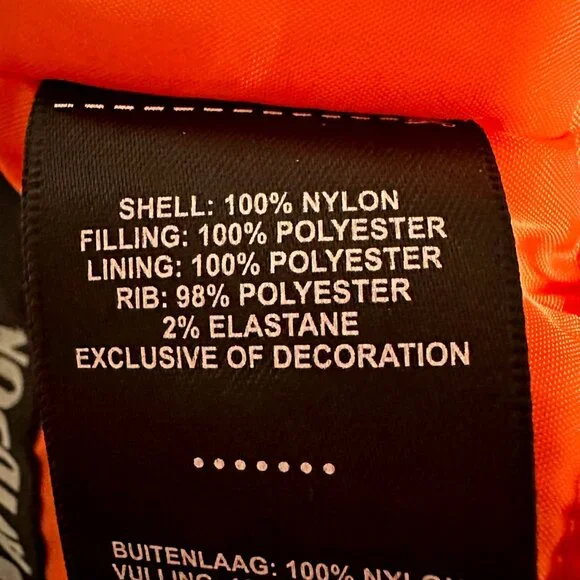 SHELL: 100% NYLON
FILLING: 100% POLYESTER
LINING: 100% POLYESTER
RIB: 98% POLYESTER
2% ELASTANE
EXCLUSIVE OF DECORATION
.......
BUITENLAAG: 100% NYLON
VULLING: